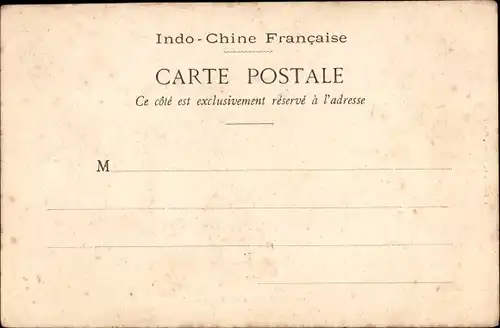 Indo-Chine Française
CARTE POSTALE
Ce côté est exclusivement réservé à l'adresse
M